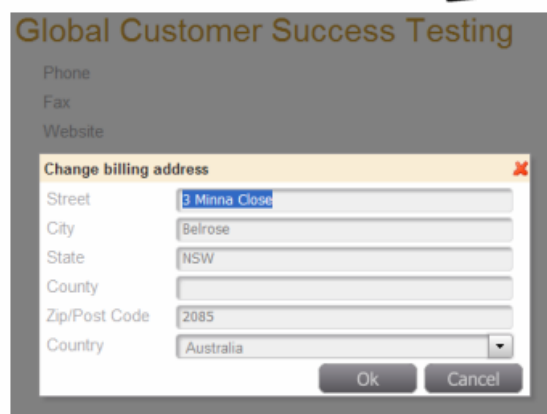 Global Customer Success Testing
Phone
Fax
Website
Change billing address
Street 3 Minna Close
City Belrose
State NSW
County
Zip/Post Code 2085
Country Australia
Ok Cancel